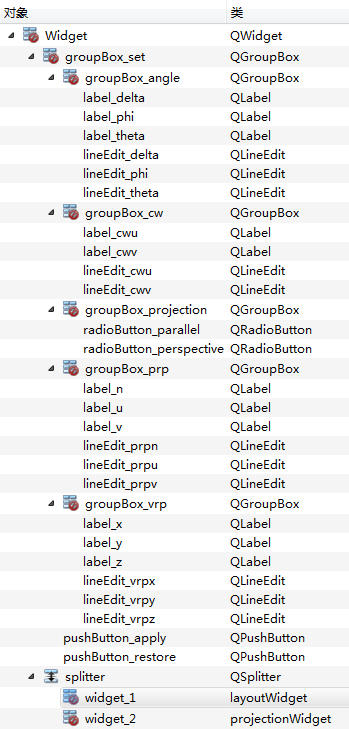 对象 类
Widget QWidget
groupBox_set QGroupBox
groupBox_angle QGroupBox
label_delta QLabel
label_phi QLabel
label_theta QLabel
lineEdit_delta QLineEdit
lineEdit_phi QLineEdit
lineEdit_theta QLineEdit
groupBox_cw QGroupBox
label_cwu QLabel
label_cwv QLabel
lineEdit_cwu QLineEdit
lineEdit_cwv QLineEdit
groupBox_projection QGroupBox
radioButton_parallel QRadioButton
radioButton_perspective QRadioButton
groupBox_prp QGroupBox
label_n QLabel
label_u QLabel
label_v QLabel
lineEdit_prpn QLineEdit
lineEdit_prpu QLineEdit
lineEdit_prpv QLineEdit
groupBox_vrp QGroupBox
label_x QLabel
label_y QLabel
label_z QLabel
lineEdit_vrpx QLineEdit
lineEdit_vrpy QLineEdit
lineEdit_vrpz QLineEdit
pushButton_apply QPushButton
pushButton_restore QPushButton
splitter QSplitter
widget_1 layoutWidget
widget_2 projectionWidget